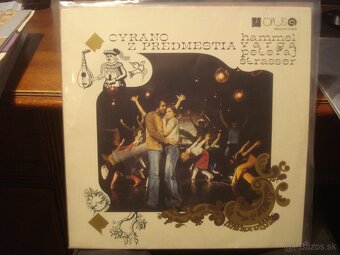 CYRANO
Z PREDMESTIA
hammel
varga
peteraj
strasser
OPUS
Bazos.sk